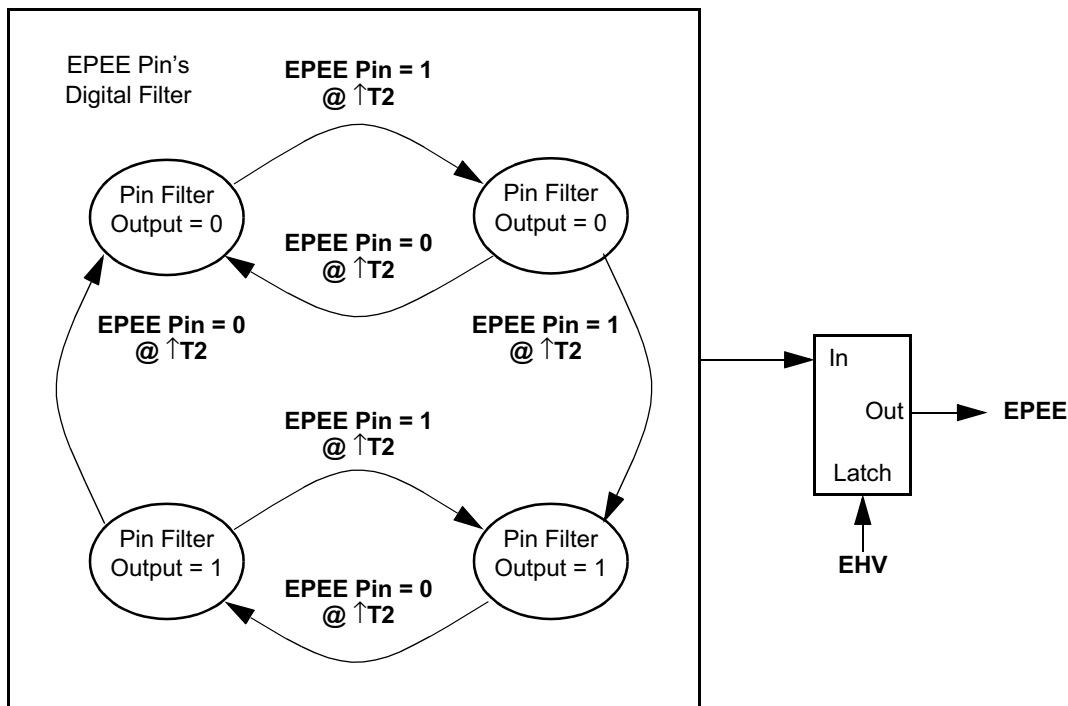 EPEE Pin's
Digital Filter
EPEE Pin = 1
@ ↑T2
Pin Filter
Output = 0
Pin Filter
Output = 0
EPEE Pin = 0
@ ↑T2
EPEE Pin = 0
@ ↑T2
EPEE Pin = 1
@ ↑T2
In
Out
Latch
EPEE
EHV
EPEE Pin = 1
@ ↑T2
Pin Filter
Output = 1
Pin Filter
Output = 1
EPEE Pin = 0
@ ↑T2